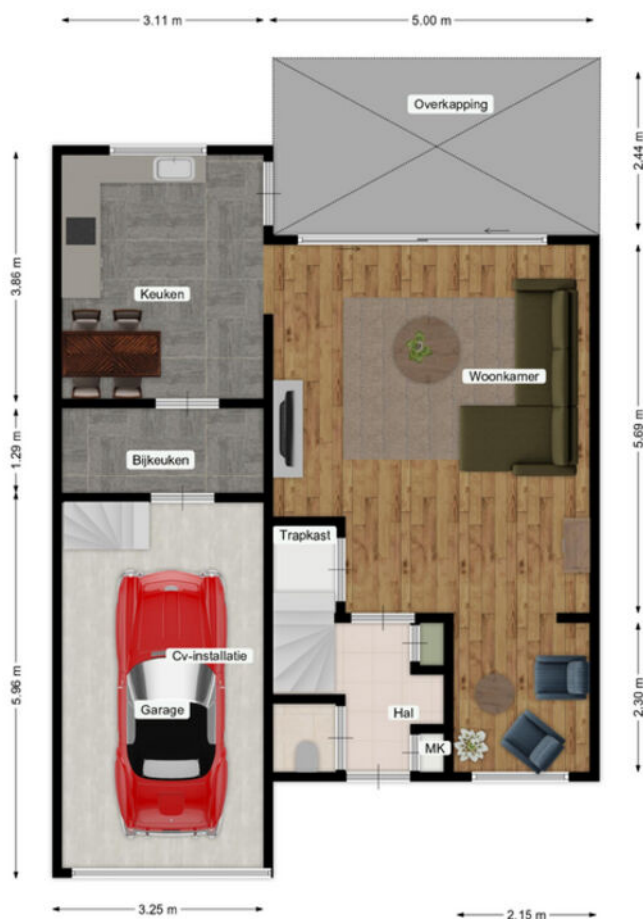 3.11 m
5.00 m
Overkapping
2.44 m
3.86 m
Keuken
Woonkamer
5.69 m
1.29 m
Bijkeuken
Trapkast
5.96 m
Cv-installatie
Garage
Hal
2.30 m
MK
3.25 m
2.15 m